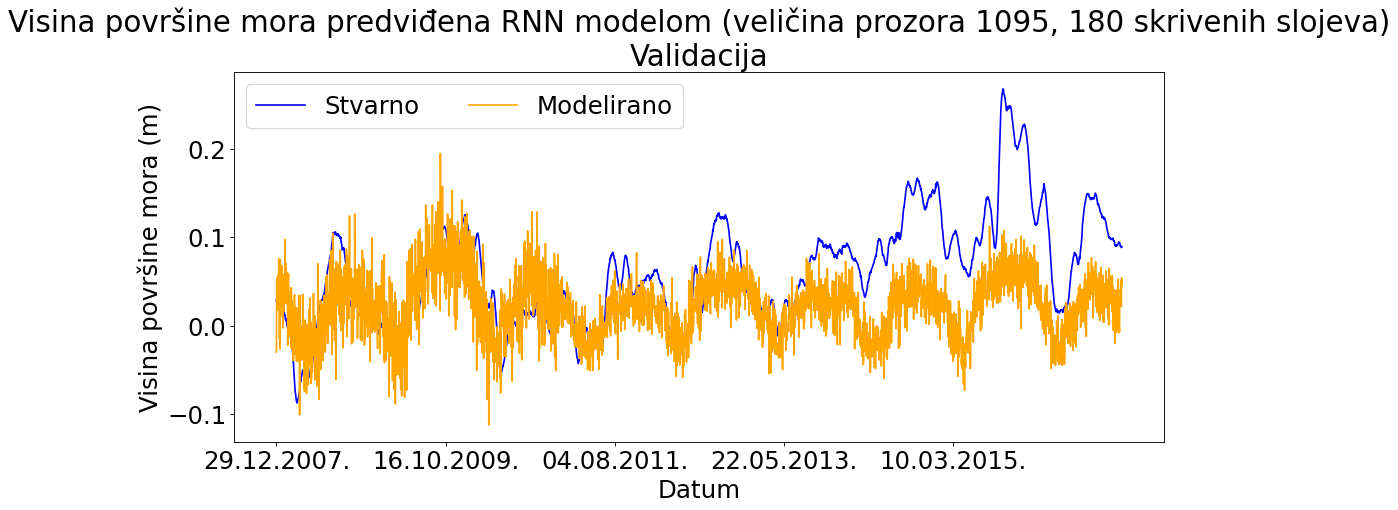 Visina površine mora predviđena RNN modelom (veličina prozora 1095, 180 skrivenih slojeva)
Validacija
Stvarno Modelirano
Visina površine mora (m)
0.2
0.1
0.0
−0.1
29.12.2007. 16.10.2009. 04.08.2011. 22.05.2013. 10.03.2015.
Datum